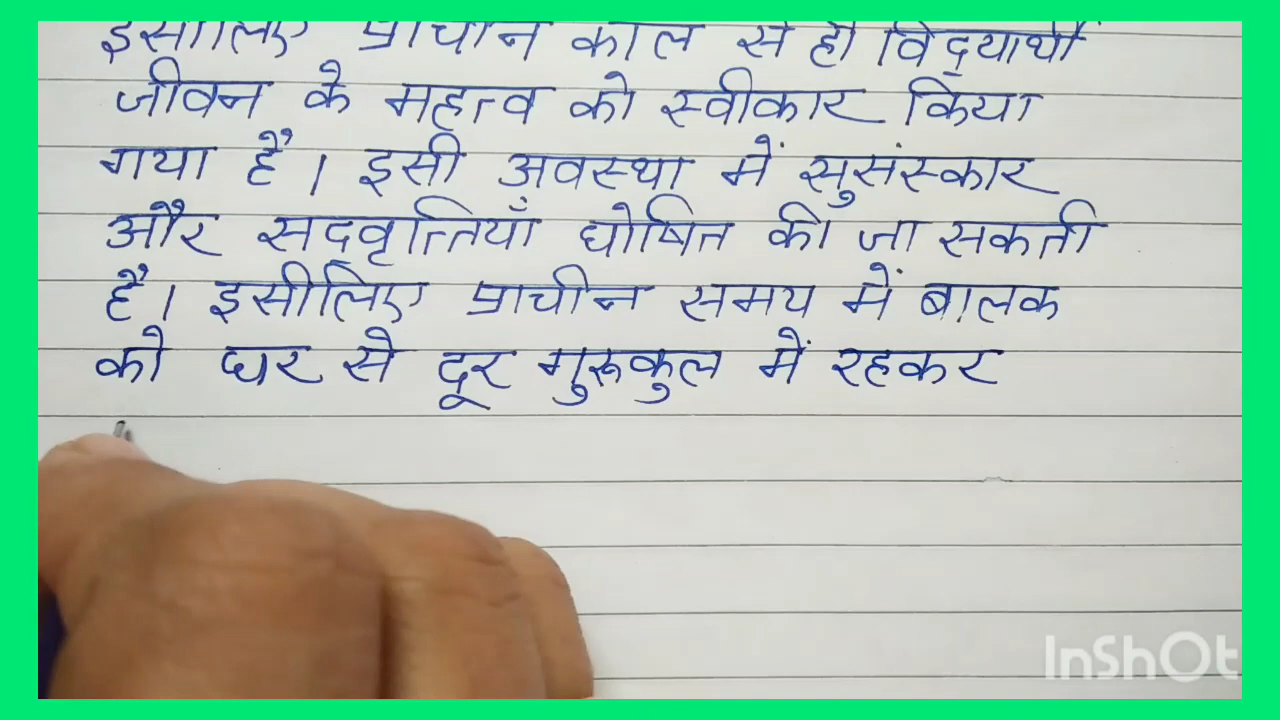 इसीलिए प्राचीन काल से ही विद्यार्थी
जीवन के महत्व को स्वीकार किया
गया है । इसी अवस्था में सुसंस्कार
और सद्वृत्तियाँ घोषित की जा सकती
हैं । इसीलिए प्राचीन समय में बालक
को घर से दूर गुरुकुल में रहकर
InShOt